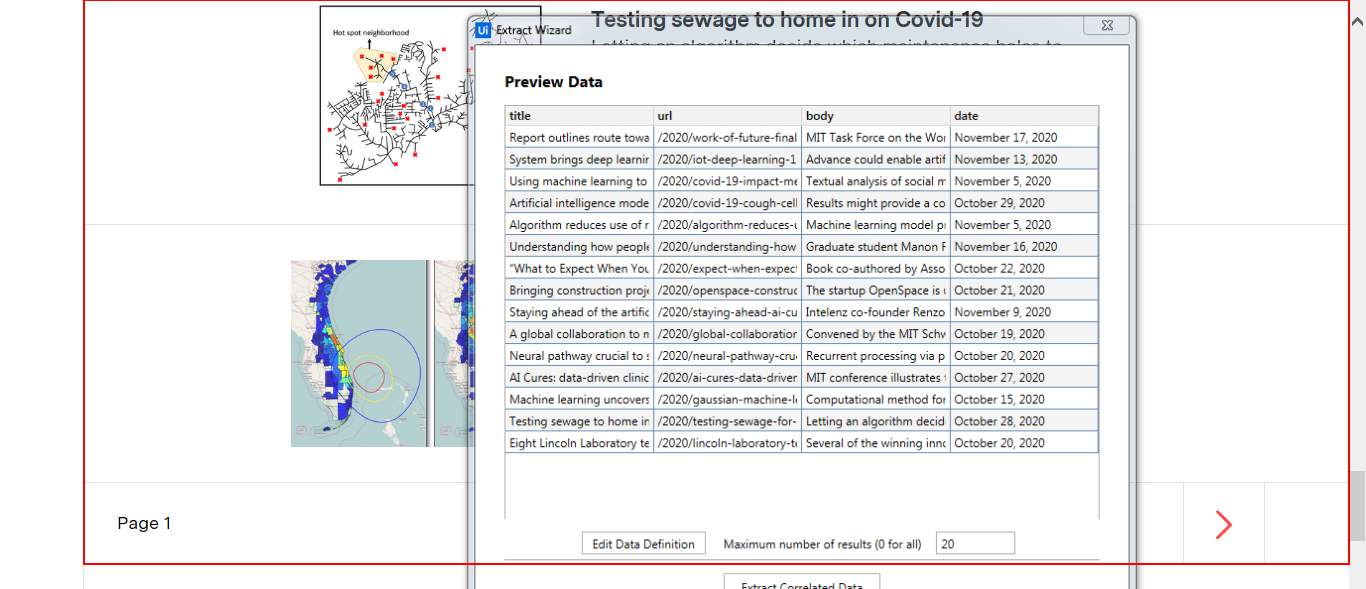 Hot spot neighborhood
Testing sewage to home in on Covid-19
Letting an algorithm decide which maintenance holes to
Ui Extract Wizard
Preview Data
title url body date
Report outlines route towa /2020/work-of-future-final MIT Task Force on the Wor November 17, 2020
System brings deep learnin /2020/iot-deep-learning-1 Advance could enable artif November 13, 2020
Using machine learning to /2020/covid-19-impact-me Textual analysis of social m November 5, 2020
Artificial intelligence mode /2020/covid-19-cough-cell Results might provide a co October 29, 2020
Algorithm reduces use of r /2020/algorithm-reduces-u Machine learning model p November 5, 2020
Understanding how people /2020/understanding-how Graduate student Manon R November 16, 2020
“What to Expect When You /2020/expect-when-expect Book co-authored by Asso October 22, 2020
Bringing construction proje /2020/openspace-construc The startup OpenSpace is u October 21, 2020
Staying ahead of the artific /2020/staying-ahead-ai-cu Intelenz co-founder Renzo November 9, 2020
A global collaboration to m /2020/global-collaboration Convened by the MIT Schw October 19, 2020
Neural pathway crucial to s /2020/neural-pathway-cruc Recurrent processing via p October 20, 2020
AI Cures: data-driven clinic /2020/ai-cures-data-driven MIT conference illustrates October 27, 2020
Machine learning uncovers /2020/gaussian-machine-l Computational method for October 15, 2020
Testing sewage to home in /2020/testing-sewage-for- Letting an algorithm decid October 28, 2020
Eight Lincoln Laboratory te /2020/lincoln-laboratory-te Several of the winning inno October 20, 2020
Page 1
Edit Data Definition Maximum number of results (0 for all) 20
Extract Correlated Data